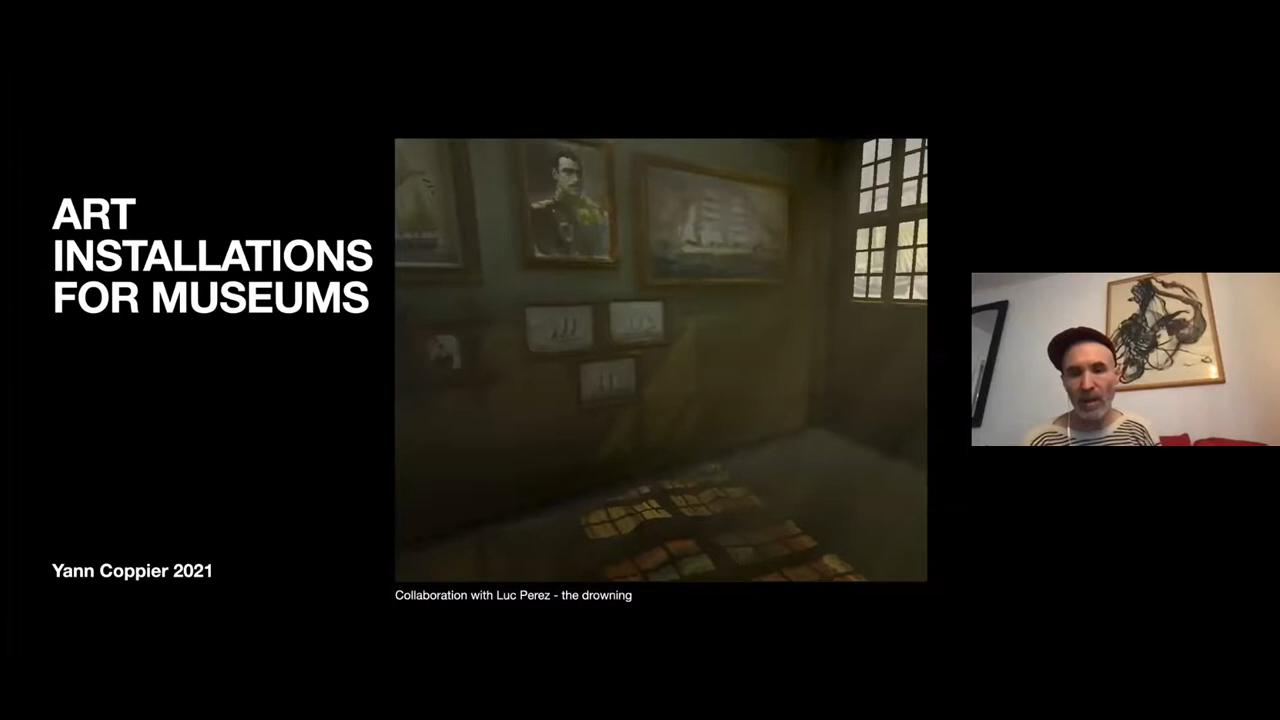 ART
INSTALLATIONS
FOR MUSEUMS
Yann Coppier 2021
Collaboration with Luc Perez - the drowning